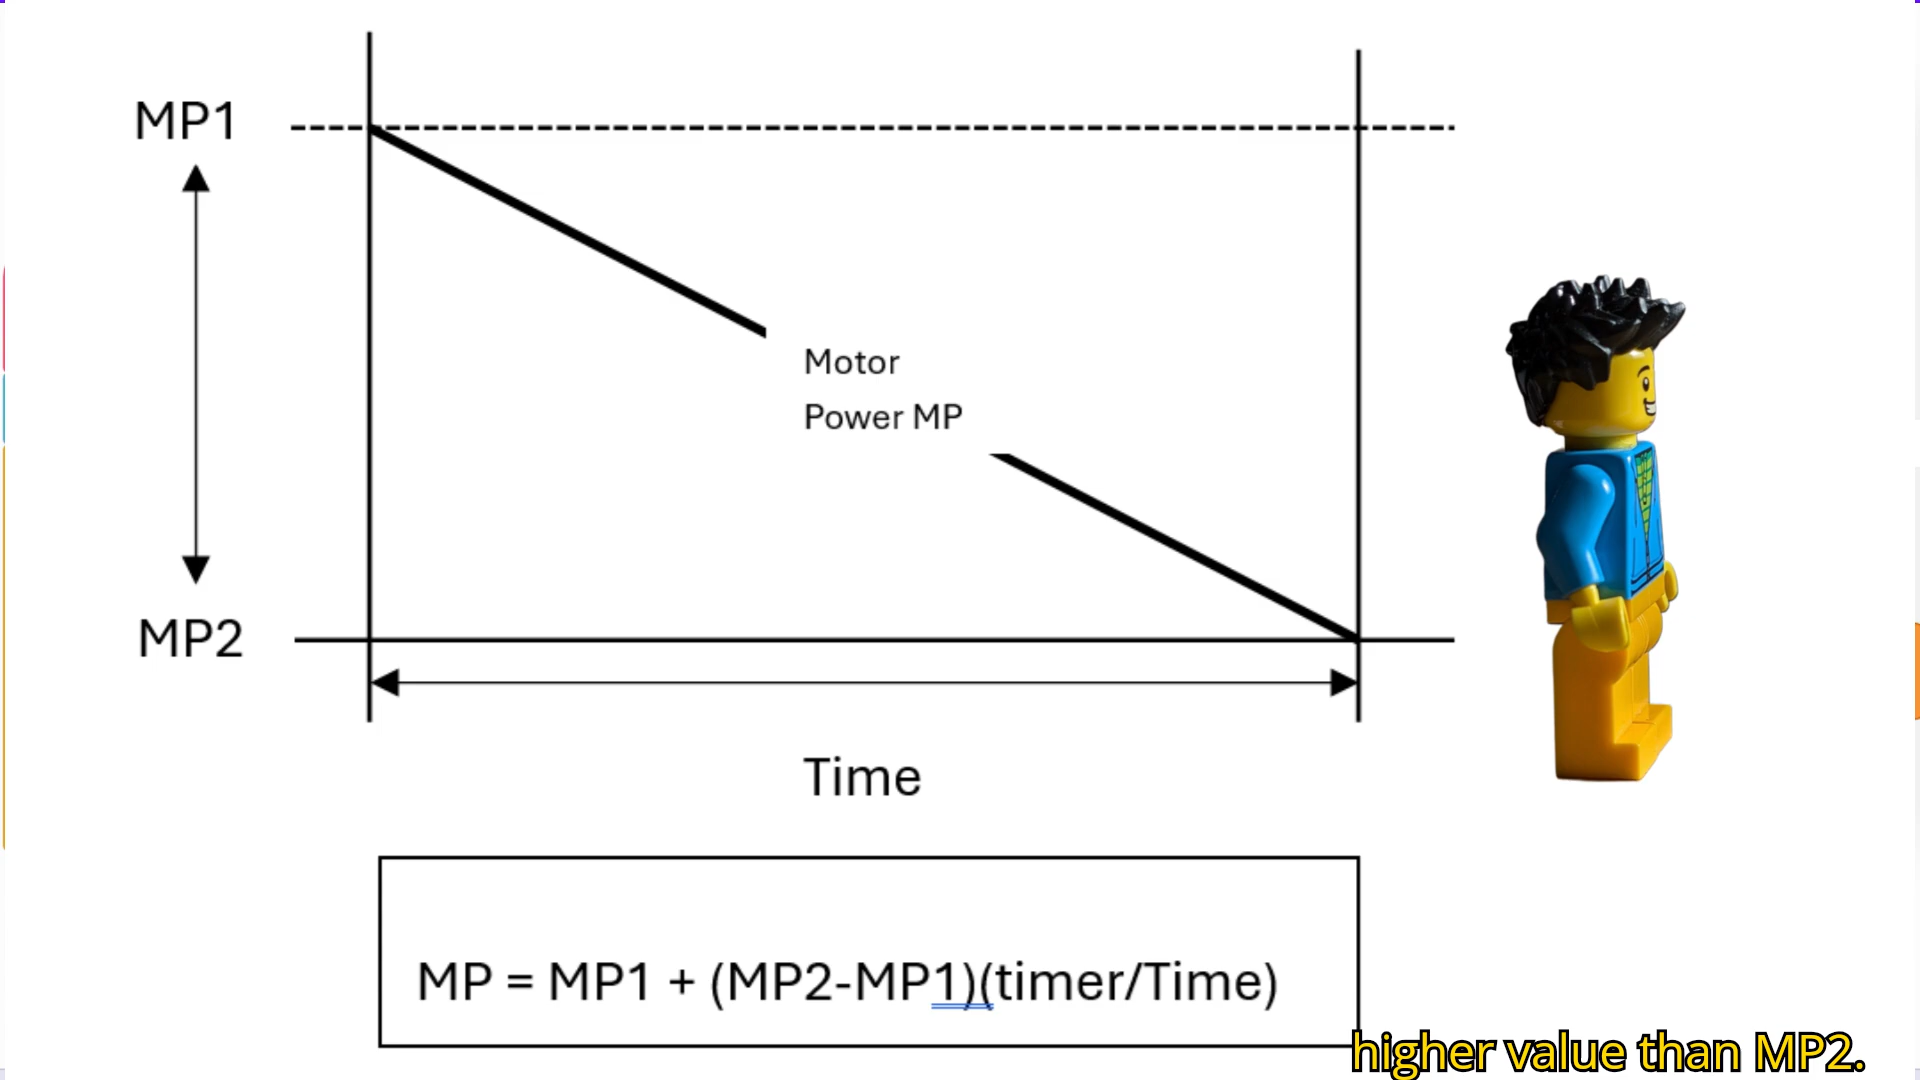 MP1
Motor
Power MP
MP2
Time
MP = MP1 + (MP2-MP1)(timer/Time)
higher value than MP2.